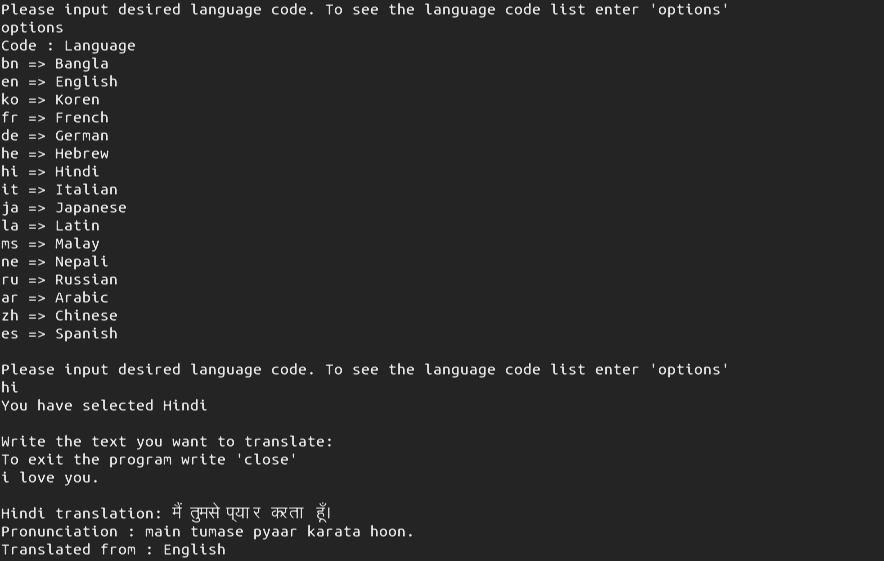 Please input desired language code. To see the language code list enter 'options'
options
Code : Language
bn => Bangla
en => English
ko => Koren
fr => French
de => German
he => Hebrew
hi => Hindi
it => Italian
ja => Japanese
la => Latin
ms => Malay
ne => Nepali
ru => Russian
ar => Arabic
zh => Chinese
es => Spanish
Please input desired language code. To see the language code list enter 'options'
hi
You have selected Hindi
Write the text you want to translate:
To exit the program write 'close'
i love you.
Hindi translation: मैं तुमसे प्यार करता हूँ।
Pronunciation : main tumase pyaar karata hoon.
Translated from : English